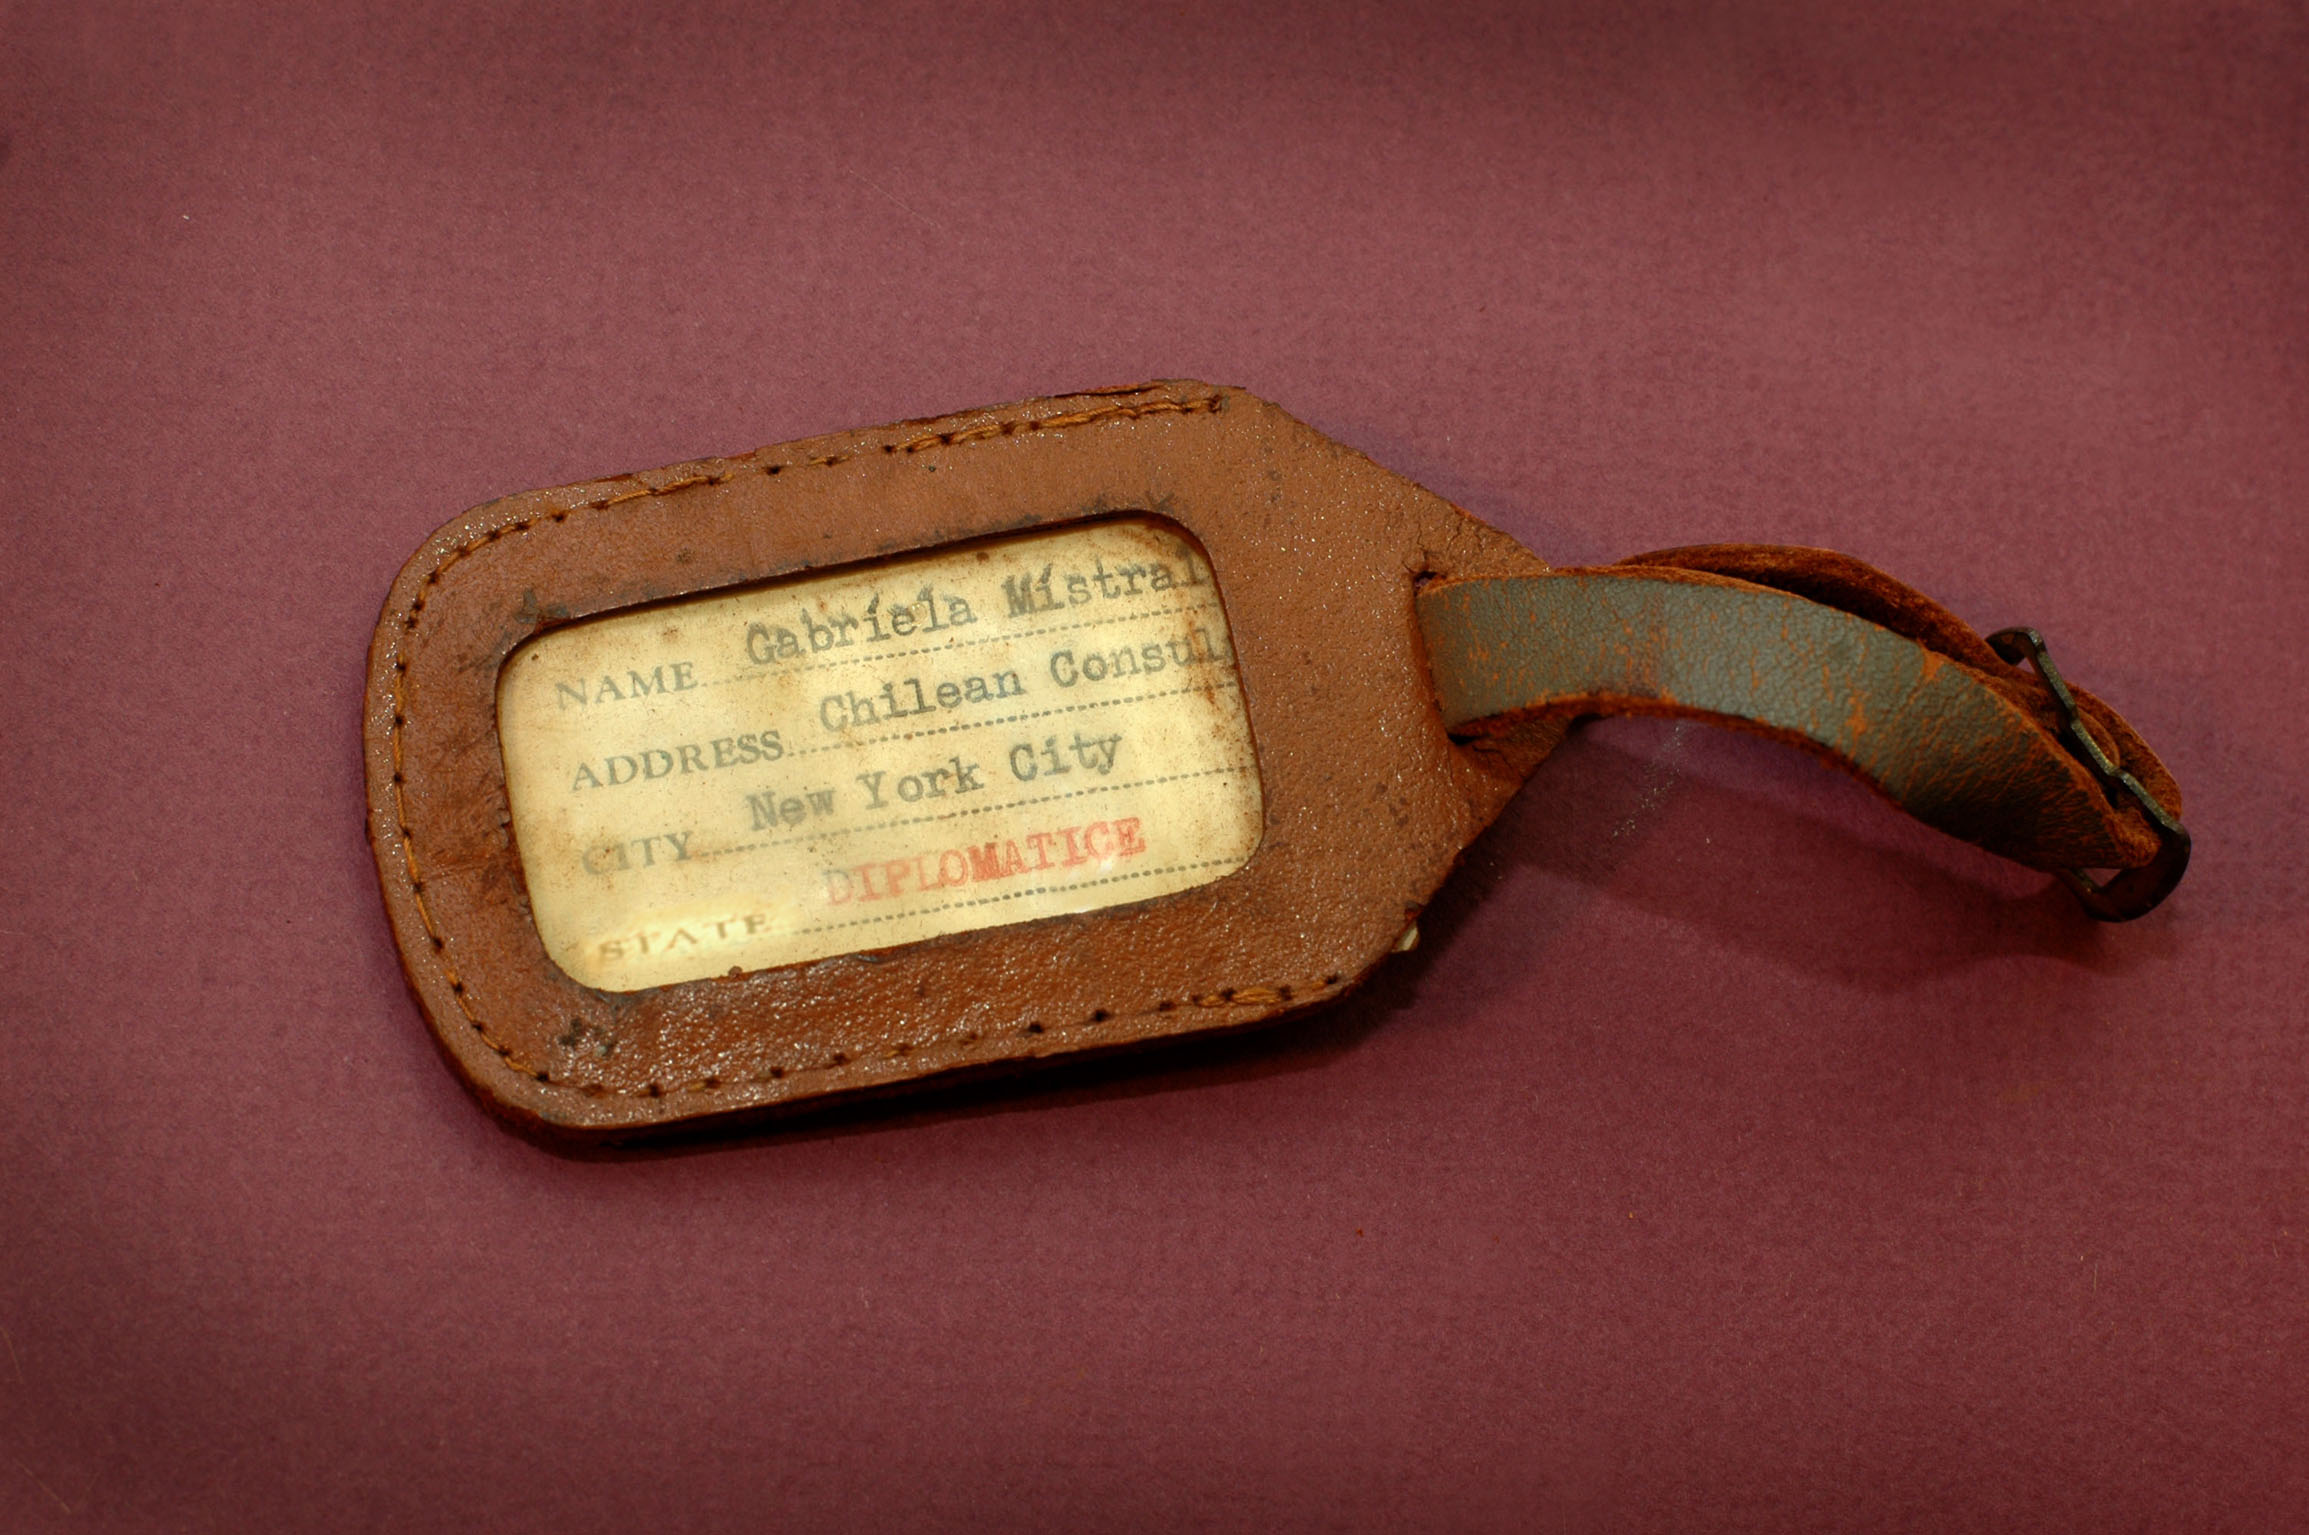 NAME Gabriela Mistral
ADDRESS Chilean Consul
CITY New York City
STATE DIPLOMATICE